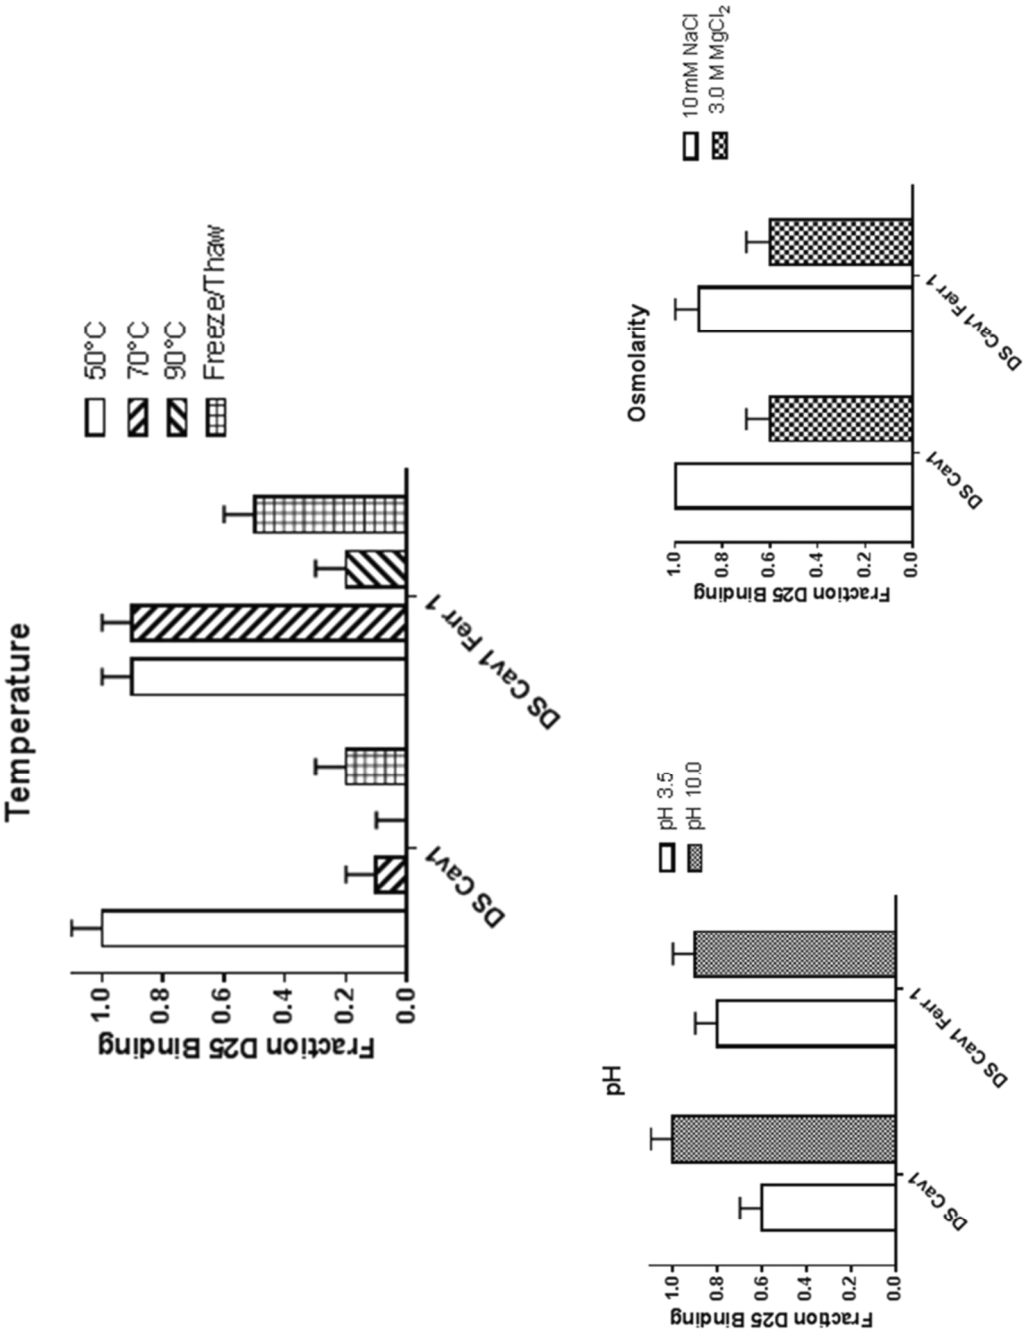 Temperature
Fraction D25 Binding
1.0
0.8
0.6
0.4
0.2
0.0
DS Cav1
DS Cav1 Ferr 1
50°C
70°C
90°C
Freeze/Thaw
pH
Fraction D25 Binding
1.0
0.8
0.6
0.4
0.2
0.0
DS Cav1
DS Cav1 Ferr 1
pH 3.5
pH 10.0
Osmolarity
Fraction D25 Binding
1.0
0.8
0.6
0.4
0.2
0.0
DS Cav1
DS Cav1 Ferr 1
10 mM NaCl
3.0 M MgCl₂